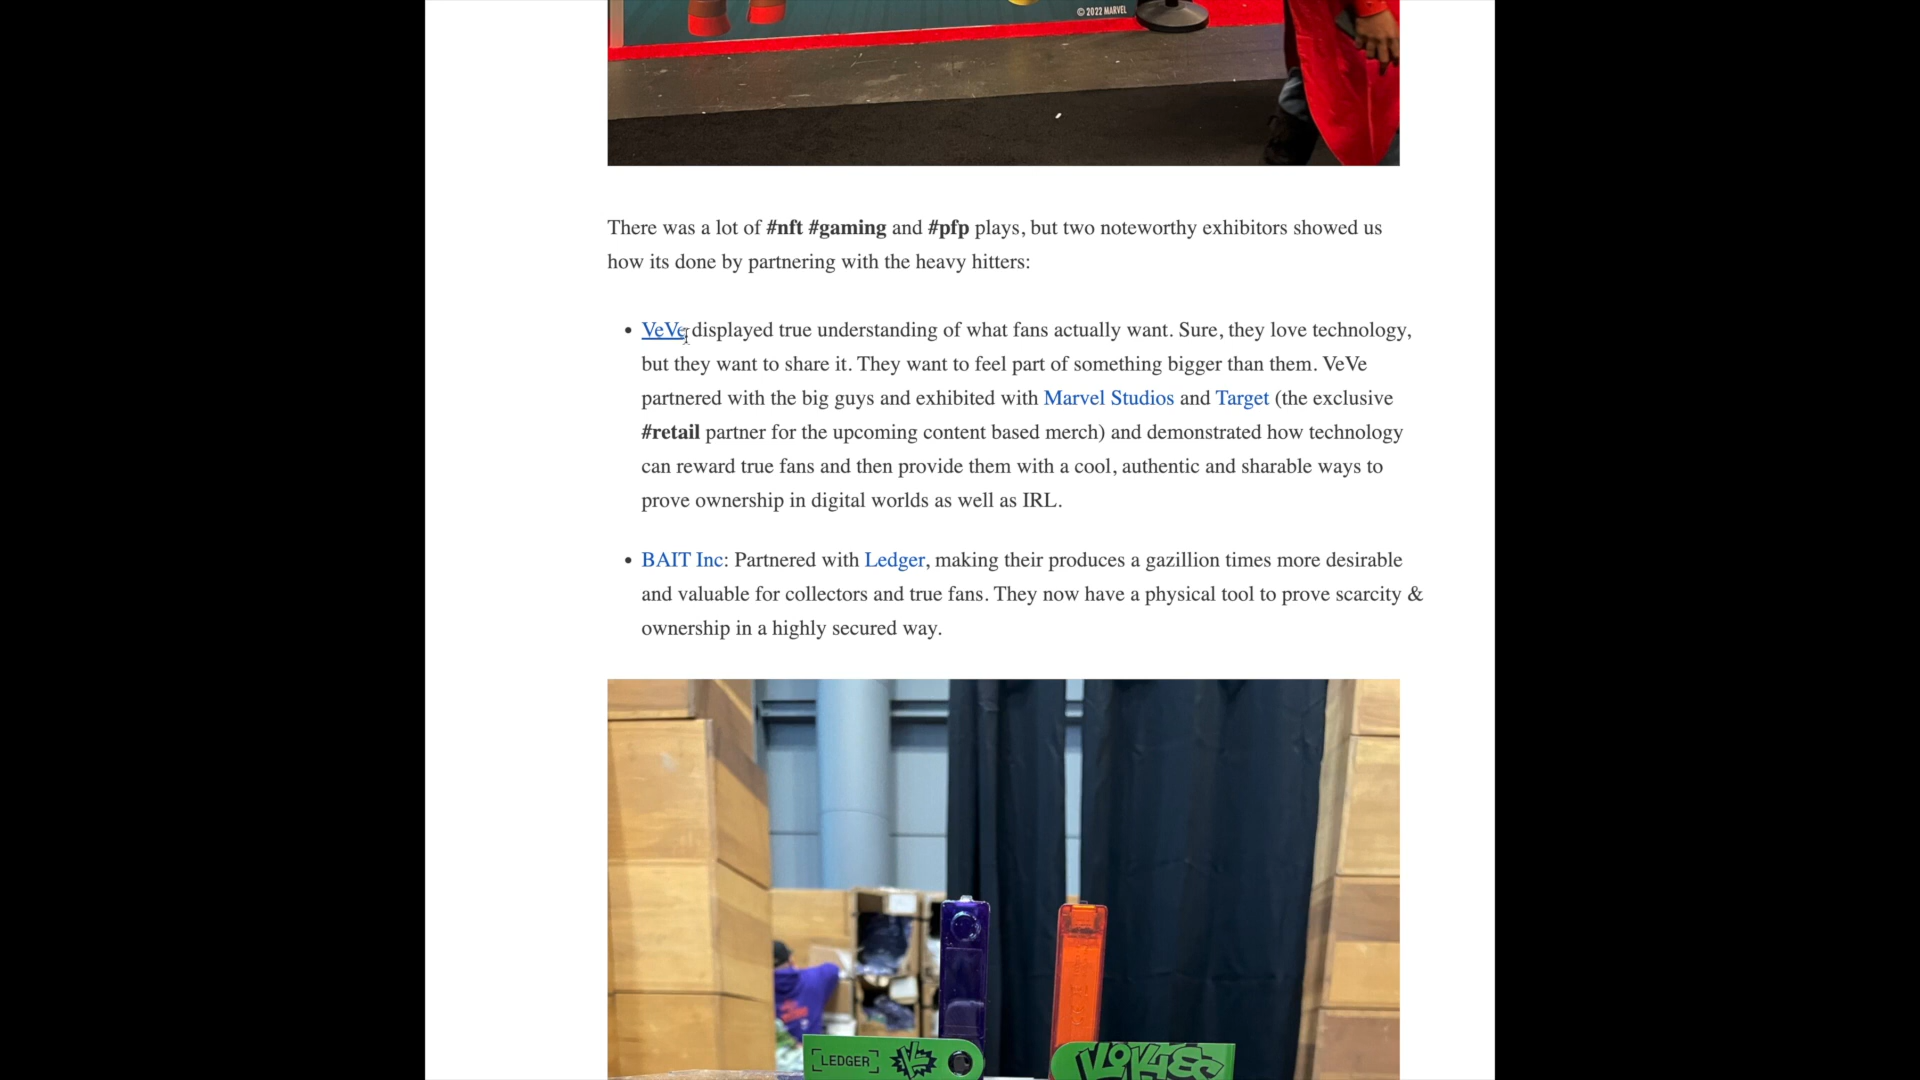 © 2022 MARVEL
There was a lot of #nft #gaming and #pfp plays, but two noteworthy exhibitors showed us
how its done by partnering with the heavy hitters:
• VeVe displayed true understanding of what fans actually want. Sure, they love technology,
but they want to share it. They want to feel part of something bigger than them. VeVe
partnered with the big guys and exhibited with Marvel Studios and Target (the exclusive
#retail partner for the upcoming content based merch) and demonstrated how technology
can reward true fans and then provide them with a cool, authentic and sharable ways to
prove ownership in digital worlds as well as IRL.
• BAIT Inc: Partnered with Ledger, making their produces a gazillion times more desirable
and valuable for collectors and true fans. They now have a physical tool to prove scarcity &
ownership in a highly secured way.
LEDGER